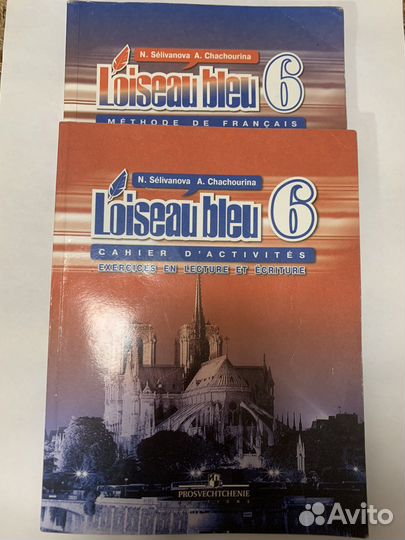 N. Sélivanova A. Chachourina
L'oiseau bleu 6
MÉTHODE DE FRANÇAIS
N. Sélivanova A. Chachourina
L'oiseau bleu 6
CAHIER D'ACTIVITÉS
EXERCICES EN LECTURE ET ÉCRITURE
PROSVECHTCHENIE
Avito